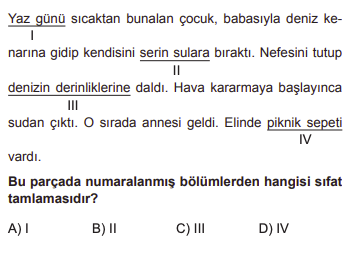 Yaz günü sıcaktan bunalan çocuk, babasıyla deniz ke-
I
narına gidip kendisini serin sulara bıraktı. Nefesini tutup
II
denizin derinliklerine daldı. Hava kararmaya başlayınca
III
sudan çıktı. O sırada annesi geldi. Elinde piknik sepeti
IV
vardı.
Bu parçada numaralanmış bölümlerden hangisi sıfat
tamlamasıdır?
A) I B) II C) III D) IV